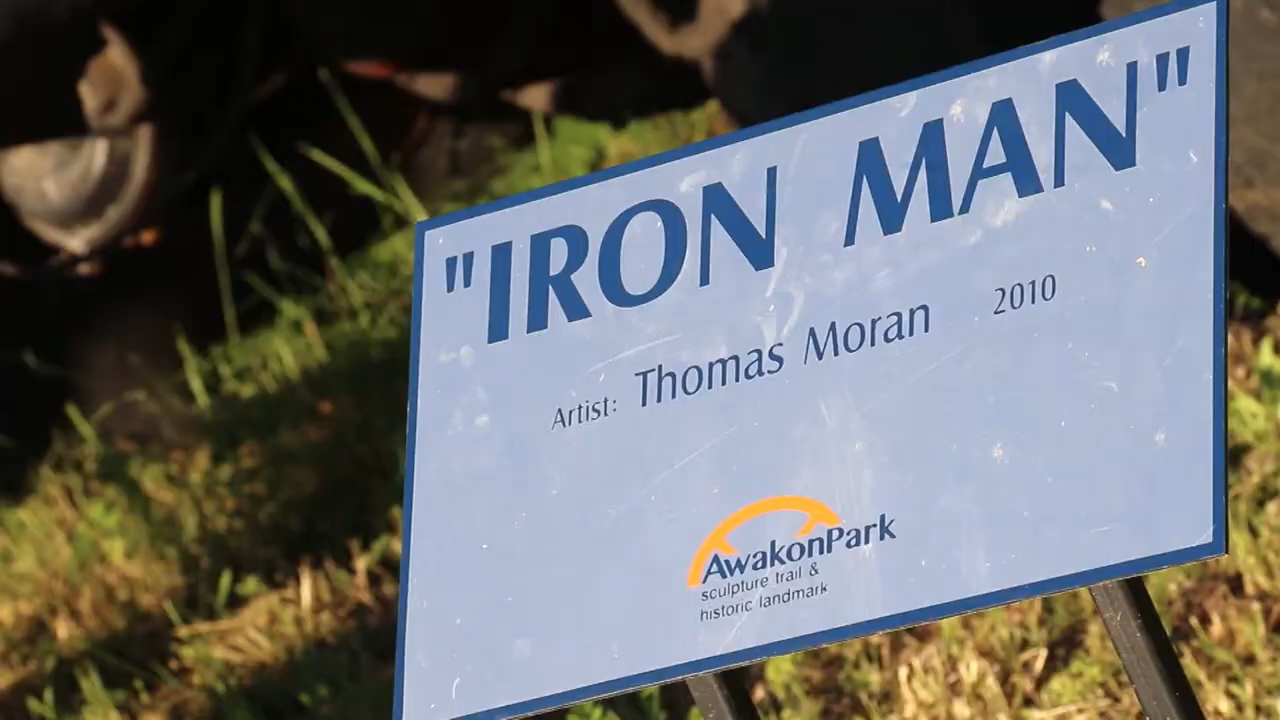 "IRON MAN"
Artist: Thomas Moran 2010
AwakonPark
sculpture trail &
historic landmark